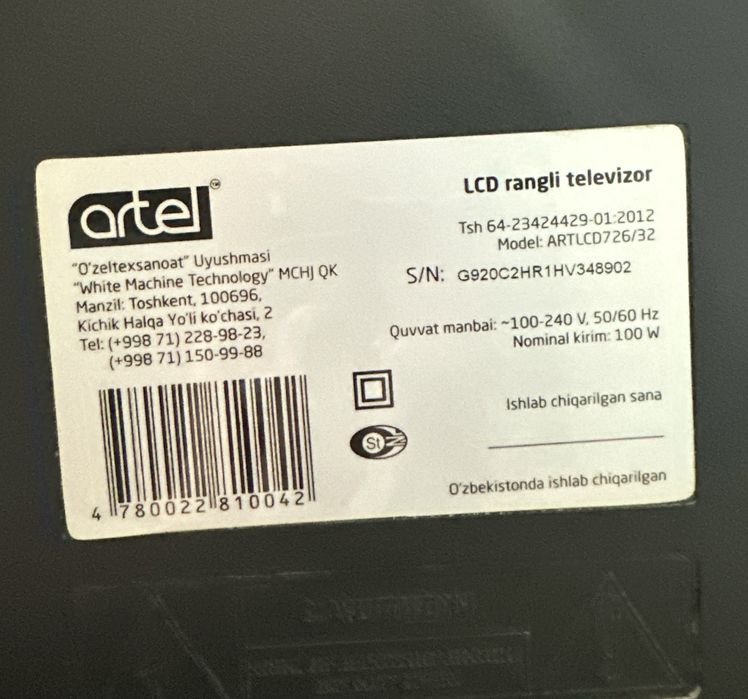 artel™
"O'zeltexsanoat" Uyushmasi
"White Machine Technology" MCHJ QK
Manzil: Toshkent, 100696,
Kichik Halqa Yo'li ko'chasi, 2
Tel: (+998 71) 228-98-23,
(+998 71) 150-99-88
4 780022 810042
LCD rangli televizor
Tsh 64-23424429-01:2012
Model: ARTLCD726/32
S/N: G920C2HR1HV348902
Quvvat manbai: ~100-240 V, 50/60 Hz
Nominal kirim: 100 W
St
Ishlab chiqarilgan sana
O'zbekistonda ishlab chiqarilgan